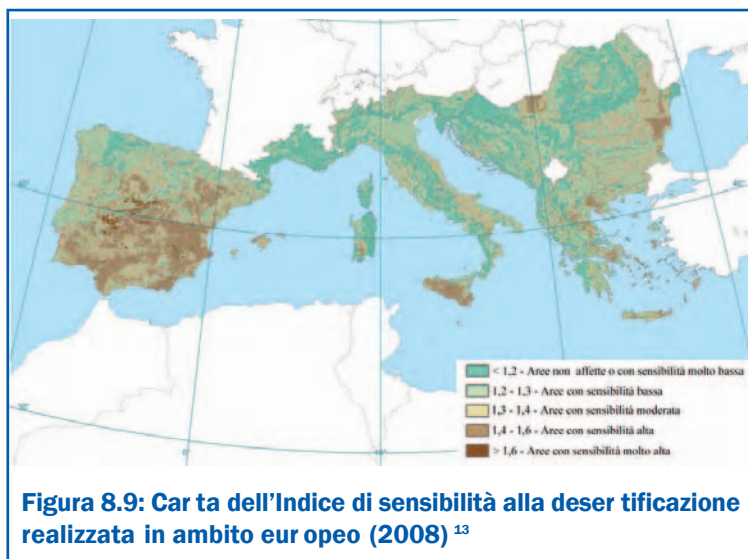 40°
40°
< 1,2 - Aree non affette o con sensibilità molto bassa
1,2 - 1,3 - Aree con sensibilità bassa
1,3 - 1,4 - Aree con sensibilità moderata
1,4 - 1,6 - Aree con sensibilità alta
> 1,6 - Aree con sensibilità molto alta
0°
Figura 8.9: Car ta dell'Indice di sensibilità alla deser tificazione
realizzata in ambito eur opeo (2008) 13